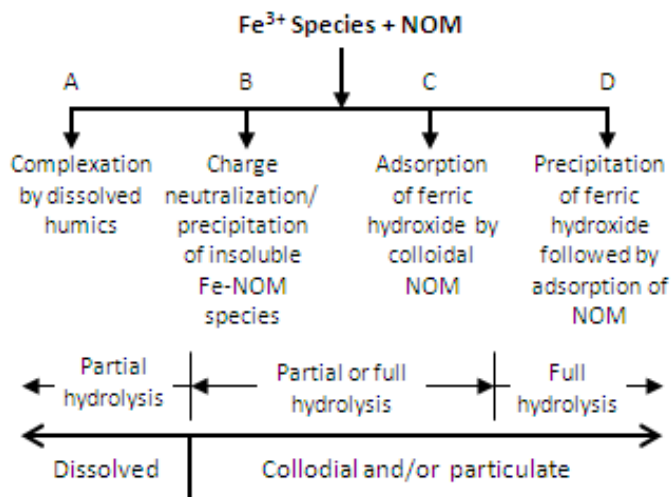 Fe³⁺ Species + NOM
A
B
C
D
Complexation
by dissolved
humics
Charge
neutralization/
precipitation
of insoluble
Fe-NOM
species
Adsorption
of ferric
hydroxide by
colloidal
NOM
Precipitation
of ferric
hydroxide
followed by
adsorption of
NOM
Partial
hydrolysis
Partial or full
hydrolysis
Full
hydrolysis
Dissolved
Collodial and/or particulate